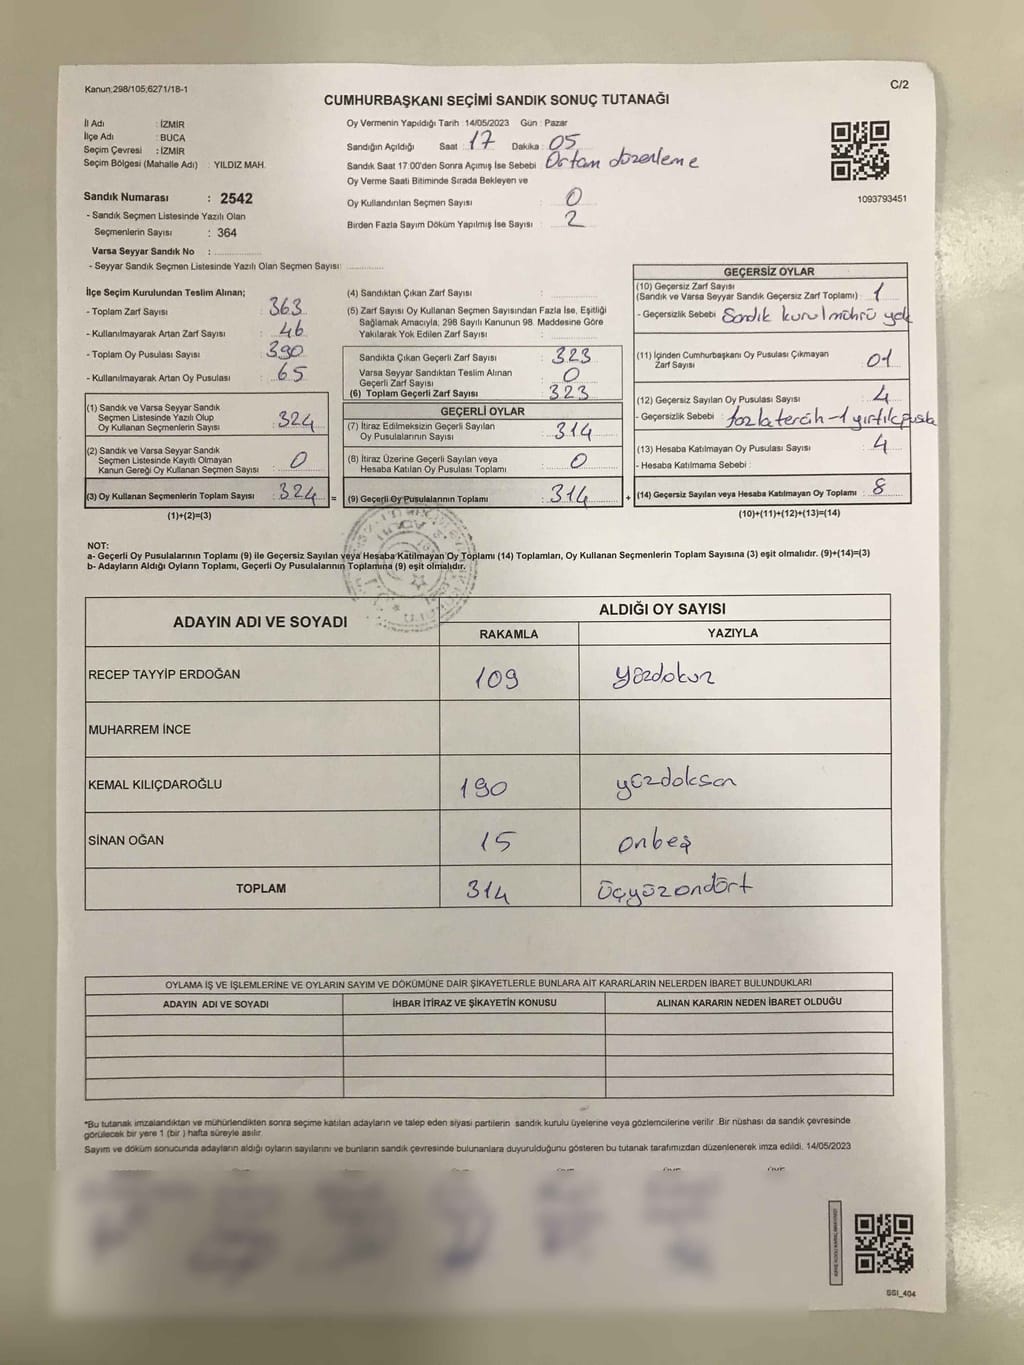 Kanun;298/105;6271/18-1
C/2
CUMHURBAŞKANI SEÇİMİ SANDIK SONUÇ TUTANAĞI
İl Adı : İZMİR
İlçe Adı : BUCA
Seçim Çevresi : İZMİR
Seçim Bölgesi (Mahalle Adı) : YILDIZ MAH.
Sandık Numarası : 2542
- Sandık Seçmen Listesinde Yazılı Olan
Seçmenlerin Sayısı : 364
Varsa Seyyar Sandık No :
- Seyyar Sandık Seçmen Listesinde Yazılı Olan Seçmen Sayısı:
Oy Vermenin Yapıldığı Tarih :14/05/2023 Gün : Pazar
Sandığın Açıldığı Saat : 17 Dakika : 05
Sandık Saat 17:00'den Sonra Açımış İse Sebebi : Ortam düzenleme
Oy Verme Saati Bitiminde Sırada Bekleyen ve
Oy Kullandırılan Seçmen Sayısı : 0
Birden Fazla Sayım Döküm Yapılmış İse Sayısı : 2
1093793451
İlçe Seçim Kurulundan Teslim Alınan;
- Toplam Zarf Sayısı : 363
- Kullanılmayarak Artan Zarf Sayısı : 46
- Toplam Oy Pusulası Sayısı : 390
- Kullanılmayarak Artan Oy Pusulası : 65
(1) Sandık ve Varsa Seyyar Sandık
Seçmen Listesinde Yazılı Olup
Oy Kullanan Seçmenlerin Sayısı : 324
(2) Sandık ve Varsa Seyyar Sandık
Seçmen Listesinde Kayıtlı Olmayan
Kanun Gereği Oy Kullanan Seçmen Sayısı : 0
(3) Oy Kullanan Seçmenlerin Toplam Sayısı : 324 =
(1)+(2)=(3)
(4) Sandıktan Çıkan Zarf Sayısı :
(5) Zarf Sayısı Oy Kullanan Seçmen Sayısından Fazla İse, Eşitliği
Sağlamak Amacıyla, 298 Sayılı Kanunun 98. Maddesine Göre
Yakılarak Yok Edilen Zarf Sayısı :
Sandıkta Çıkan Geçerli Zarf Sayısı : 323
Varsa Seyyar Sandıktan Teslim Alınan
Geçerli Zarf Sayısı : 0
(6) Toplam Geçerli Zarf Sayısı : 323
GEÇERLİ OYLAR
(7) İtiraz Edilmeksizin Geçerli Sayılan
Oy Pusulalarının Sayısı : 314
(8) İtiraz Üzerine Geçerli Sayılan veya
Hesaba Katılan Oy Pusulası Toplamı : 0
(9) Geçerli Oy Pusulalarının Toplamı : 314 +
GEÇERSİZ OYLAR
(10) Geçersiz Zarf Sayısı
(Sandık ve Varsa Seyyar Sandık Geçersiz Zarf Toplamı) : 1
- Geçersizlik Sebebi : Sandık kurul mührü yok
(11) İçinden Cumhurbaşkanı Oy Pusulası Çıkmayan
Zarf Sayısı : 01
(12) Geçersiz Sayılan Oy Pusulası Sayısı : 4
- Geçersizlik Sebebi : fazla tercih - 1 yırtık pusula
(13) Hesaba Katılmayan Oy Pusulası Sayısı : 4
- Hesaba Katılmama Sebebi :
(14) Geçersiz Sayılan veya Hesaba Katılmayan Oy Toplamı : 8
(10)+(11)+(12)+(13)=(14)
NOT:
a- Geçerli Oy Pusulalarının Toplamı (9) ile Geçersiz Sayılan veya Hesaba Katılmayan Oy Toplamı (14) Toplamları, Oy Kullanan Seçmenlerin Toplam Sayısına (3) eşit olmalıdır. (9)+(14)=(3)
b- Adayların Aldığı Oyların Toplamı, Geçerli Oy Pusulalarının Toplamına (9) eşit olmalıdır.
ADAYIN ADI VE SOYADI
ALDIĞI OY SAYISI
RAKAMLA YAZIYLA
RECEP TAYYİP ERDOĞAN 109 yüzdokuz
MUHARREM İNCE
KEMAL KILIÇDAROĞLU 190 yüzdoksan
SİNAN OĞAN 15 onbeş
TOPLAM 314 üçyüzondört
OYLAMA İŞ VE İŞLEMLERİNE VE OYLARIN SAYIM VE DÖKÜMÜNE DAİR ŞİKAYETLERLE BUNLARA AİT KARARLARIN NELERDEN İBARET BULUNDUKLARI
ADAYIN ADI VE SOYADI İHBAR İTİRAZ VE ŞİKAYETİN KONUSU ALINAN KARARIN NEDEN İBARET OLDUĞU
*Bu tutanak imzalandıktan ve mühürlendikten sonra seçime katılan adayların ve talep eden siyasi partilerin sandık kurulu üyelerine veya gözlemcilerine verilir .Bir nüshası da sandık çevresinde
görülecek bir yere 1 (bir ) hafta süreyle asılır.
Sayım ve döküm sonucunda adayların aldığı oyların sayılarını ve bunların sandık çevresinde bulunanlara duyurulduğunu gösteren bu tutanak tarafımızdan düzenlenerek imza edildi. 14/05/2023
SSI_404